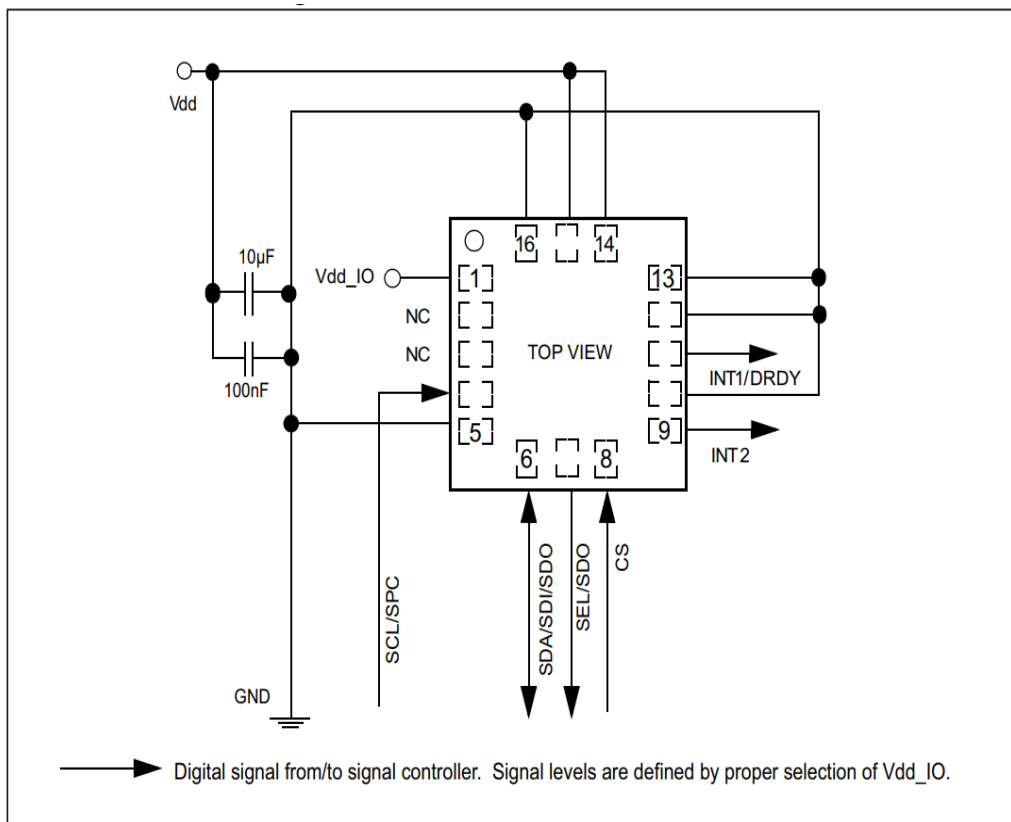 Vdd
16
14
10µF
Vdd_IO
1
13
NC
NC
TOP VIEW
100nF
INT1/DRDY
5
9
6
8
INT2
SCL/SPC
SDA/SDI/SDO
SEL/SDO
CS
GND
Digital signal from/to signal controller. Signal levels are defined by proper selection of Vdd_IO.